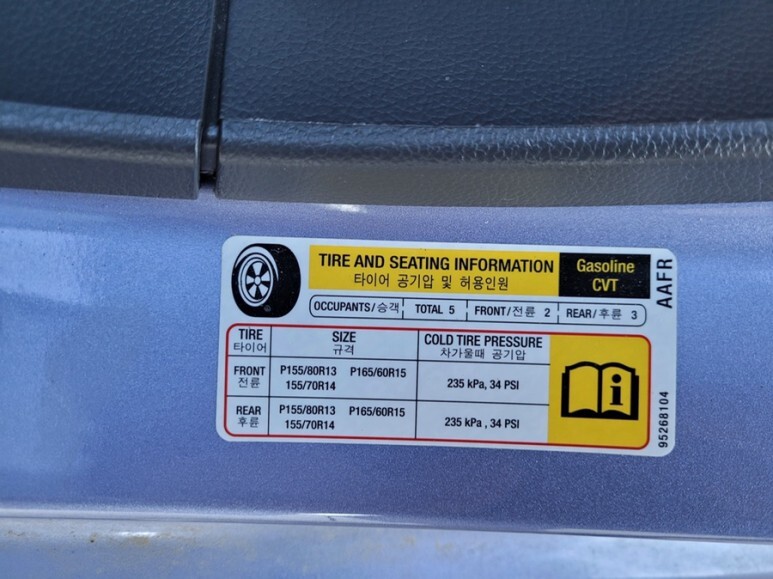 TIRE AND SEATING INFORMATION
타이어 공기압 및 허용인원
Gasoline
CVT
AAFR
OCCUPANTS/승객 TOTAL 5 FRONT/전륜 2 REAR/후륜 3
TIRE SIZE COLD TIRE PRESSURE
타이어 규격 차가울때 공기압
FRONT P155/80R13 P165/60R15 235 kPa, 34 PSI
전륜 155/70R14
REAR P155/80R13 P165/60R15 235 kPa , 34 PSI
후륜 155/70R14
95268104